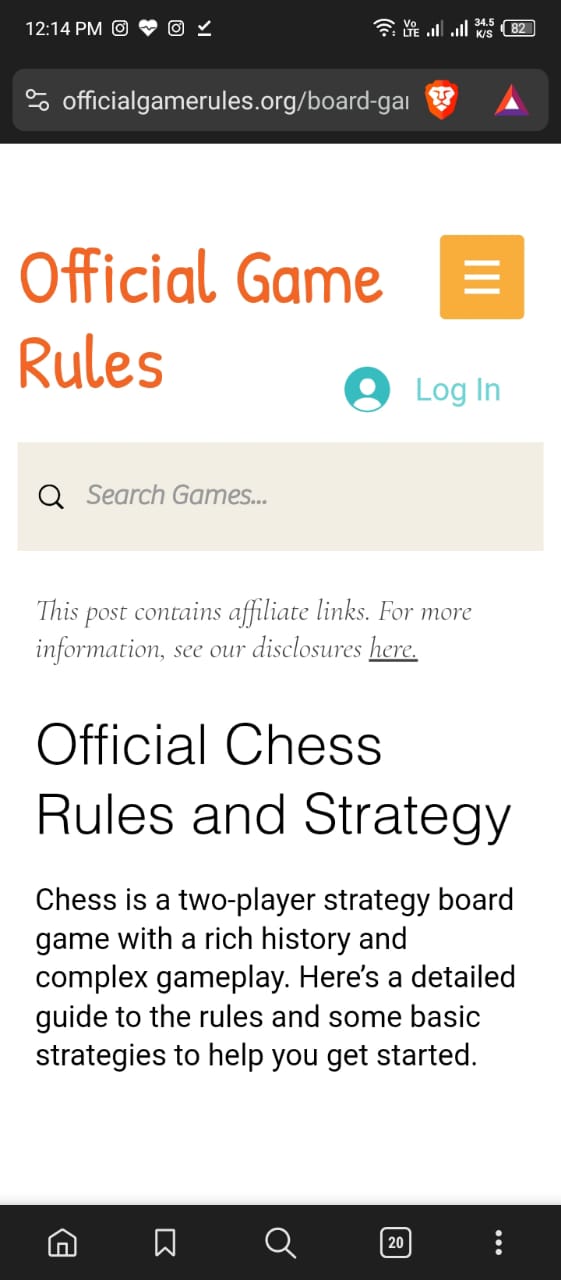 12:14 PM
Vo LTE 34.5 K/S 82
officialgamerules.org/board-gai
Official Game
Rules
Log In
Search Games...
This post contains affiliate links. For more
information, see our disclosures here.
Official Chess
Rules and Strategy
Chess is a two-player strategy board
game with a rich history and
complex gameplay. Here’s a detailed
guide to the rules and some basic
strategies to help you get started.
20